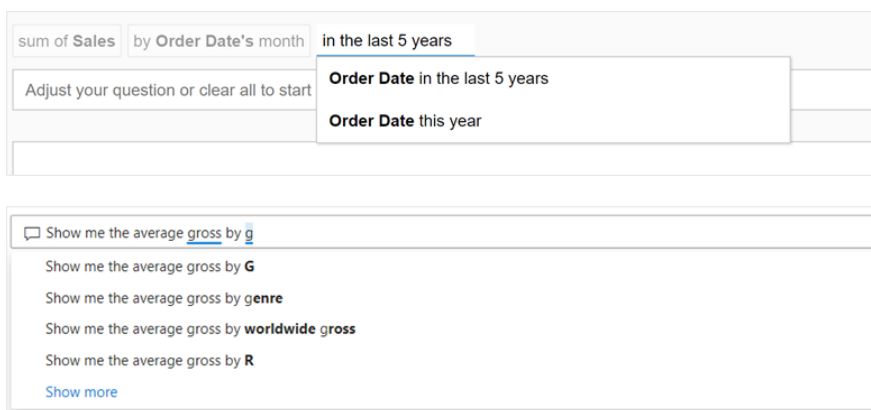 sum of Sales by Order Date's month in the last 5 years
Order Date in the last 5 years
Adjust your question or clear all to start
Order Date this year
Show me the average gross by g
Show me the average gross by G
Show me the average gross by genre
Show me the average gross by worldwide gross
Show me the average gross by R
Show more